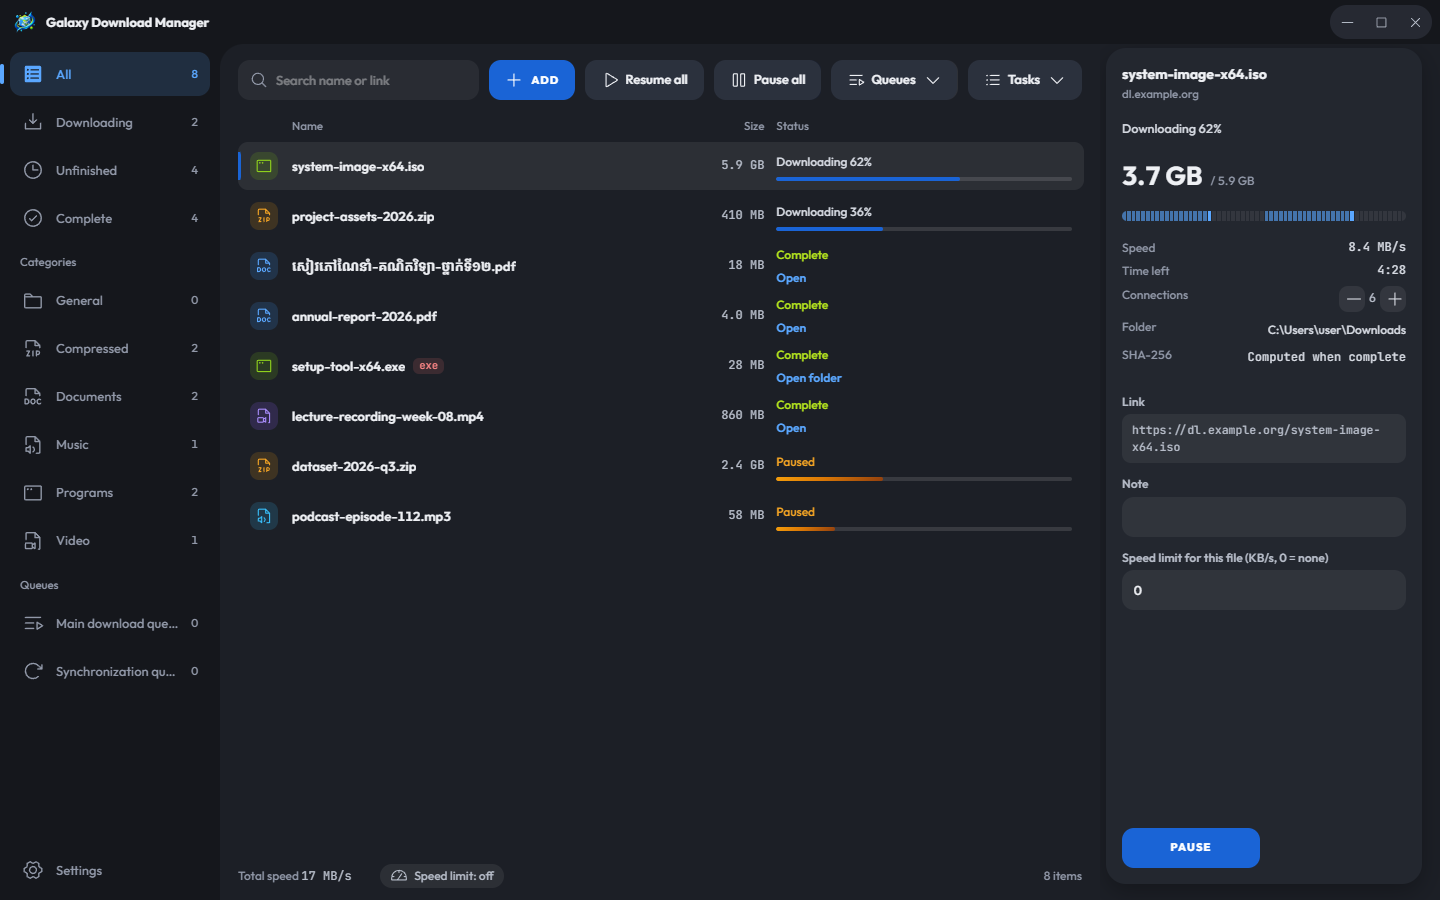 Galaxy Download Manager
All 8
Downloading 2
Unfinished 4
Complete 4
Categories
General 0
Compressed 2
Documents 2
Music 1
Programs 2
Video 1
Queues
Main download que... 0
Synchronization qu... 0
Settings
Search name or link
ADD
Resume all
Pause all
Queues
Tasks
Name Size Status
system-image-x64.iso 5.9 GB Downloading 62%
ZIP project-assets-2026.zip 410 MB Downloading 36%
DOC សៀវភៅណែនាំ-គណិតវិទ្យា-ថ្នាក់ទី១២.pdf 18 MB Complete
Open
DOC annual-report-2026.pdf 4.0 MB Complete
Open
setup-tool-x64.exe exe 28 MB Complete
Open folder
lecture-recording-week-08.mp4 860 MB Complete
Open
ZIP dataset-2026-q3.zip 2.4 GB Paused
podcast-episode-112.mp3 58 MB Paused
Total speed 17 MB/s
Speed limit: off
8 items
system-image-x64.iso
dl.example.org
Downloading 62%
3.7 GB / 5.9 GB
Speed 8.4 MB/s
Time left 4:28
Connections 6
Folder C:\Users\user\Downloads
SHA-256 Computed when complete
Link
https://dl.example.org/system-image-
x64.iso
Note
Speed limit for this file (KB/s, 0 = none)
0
PAUSE